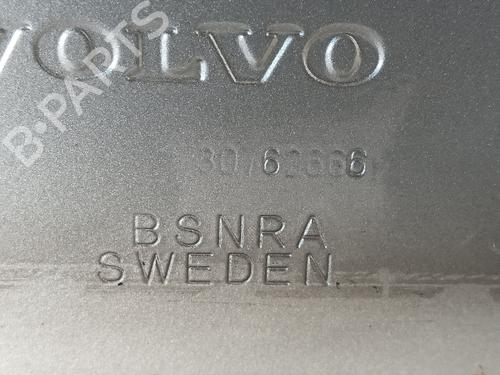 VOLVO
30762666
BSNRA
SWEDEN
B-PARTS